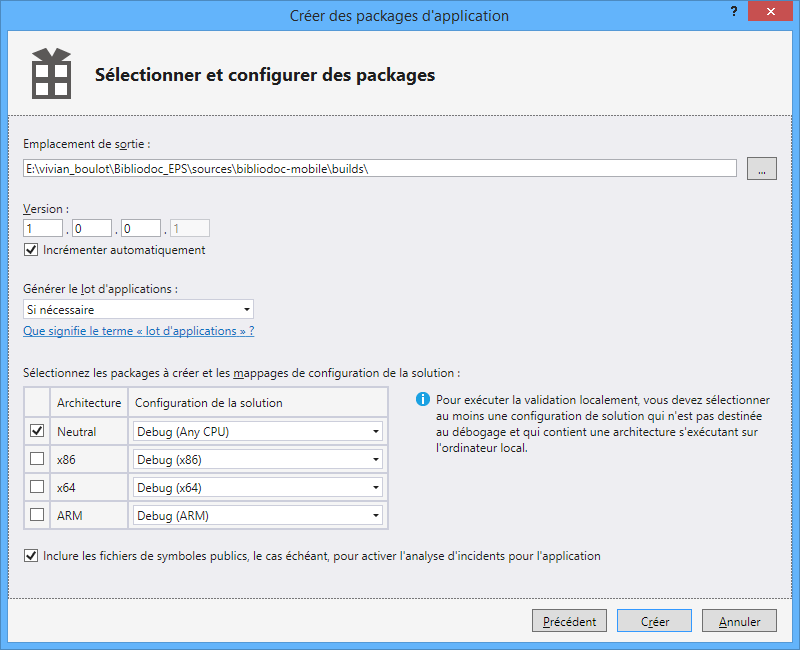 Créer des packages d'application
?
Sélectionner et configurer des packages
Emplacement de sortie :
E:\vivian_boulot\Bibliodoc_EPS\sources\bibliodoc-mobile\builds\
...
Version :
1 . 0 . 0 . 1
Incrémenter automatiquement
Générer le lot d'applications :
Si nécessaire
Que signifie le terme « lot d'applications » ?
Sélectionnez les packages à créer et les mappages de configuration de la solution :
Architecture Configuration de la solution
Neutral Debug (Any CPU)
x86 Debug (x86)
x64 Debug (x64)
ARM Debug (ARM)
Pour exécuter la validation localement, vous devez sélectionner
au moins une configuration de solution qui n'est pas destinée
au débogage et qui contient une architecture s'exécutant sur
l'ordinateur local.
Inclure les fichiers de symboles publics, le cas échéant, pour activer l'analyse d'incidents pour l'application
Précédent Créer Annuler